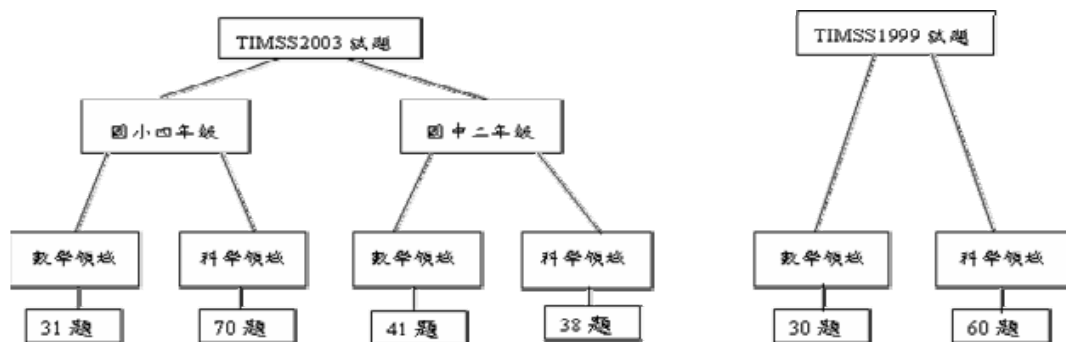 TIMSS2003 試題
TIMSS1999 試題
國小四年級
國中二年級
數學領域
科學領域
數學領域
科學領域
數學領域
科學領域
31 題
70 題
41 題
38 題
30 題
60 題